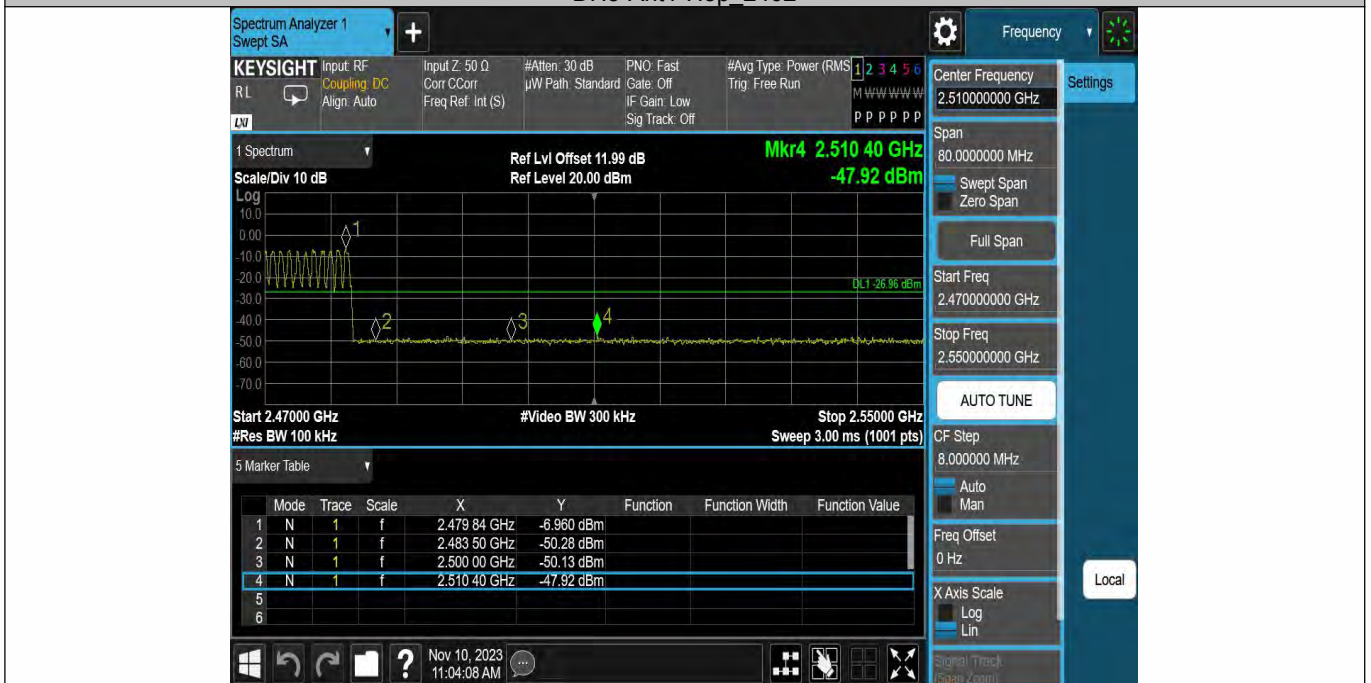 Spectrum Analyzer 1
Swept SA
+
Frequency
KEYSIGHT
RL
LXI
Input: RF
Coupling: DC
Align: Auto
Input Z: 50 Ω
Corr CCorr
Freq Ref: Int (S)
#Atten: 30 dB
µW Path: Standard
PNO: Fast
Gate: Off
IF Gain: Low
Sig Track: Off
#Avg Type: Power (RMS
Trig: Free Run
1 2 3 4 5 6
M W W W W W
P P P P P P
Center Frequency
2.510000000 GHz
Settings
1 Spectrum
Scale/Div 10 dB
Ref Lvl Offset 11.99 dB
Ref Level 20.00 dBm
Mkr4 2.510 40 GHz
-47.92 dBm
Span
80.0000000 MHz
Swept Span
Zero Span
Full Span
Log
10.0
0.00
-10.0
-20.0
-30.0
-40.0
-50.0
-60.0
-70.0
1
2
3
4
DL1 -26.96 dBm
Start Freq
2.470000000 GHz
Stop Freq
2.550000000 GHz
AUTO TUNE
Start 2.47000 GHz
#Res BW 100 kHz
#Video BW 300 kHz
Stop 2.55000 GHz
Sweep 3.00 ms (1001 pts)
CF Step
8.000000 MHz
Auto
Man
5 Marker Table
Mode Trace Scale X Y Function Function Width Function Value
1 N 1 f 2.479 84 GHz -6.960 dBm
2 N 1 f 2.483 50 GHz -50.28 dBm
3 N 1 f 2.500 00 GHz -50.13 dBm
4 N 1 f 2.510 40 GHz -47.92 dBm
5
6
Freq Offset
0 Hz
Local
X Axis Scale
Log
Lin
Signal Track
(Span Zoom)
?
Nov 10, 2023
11:04:08 AM